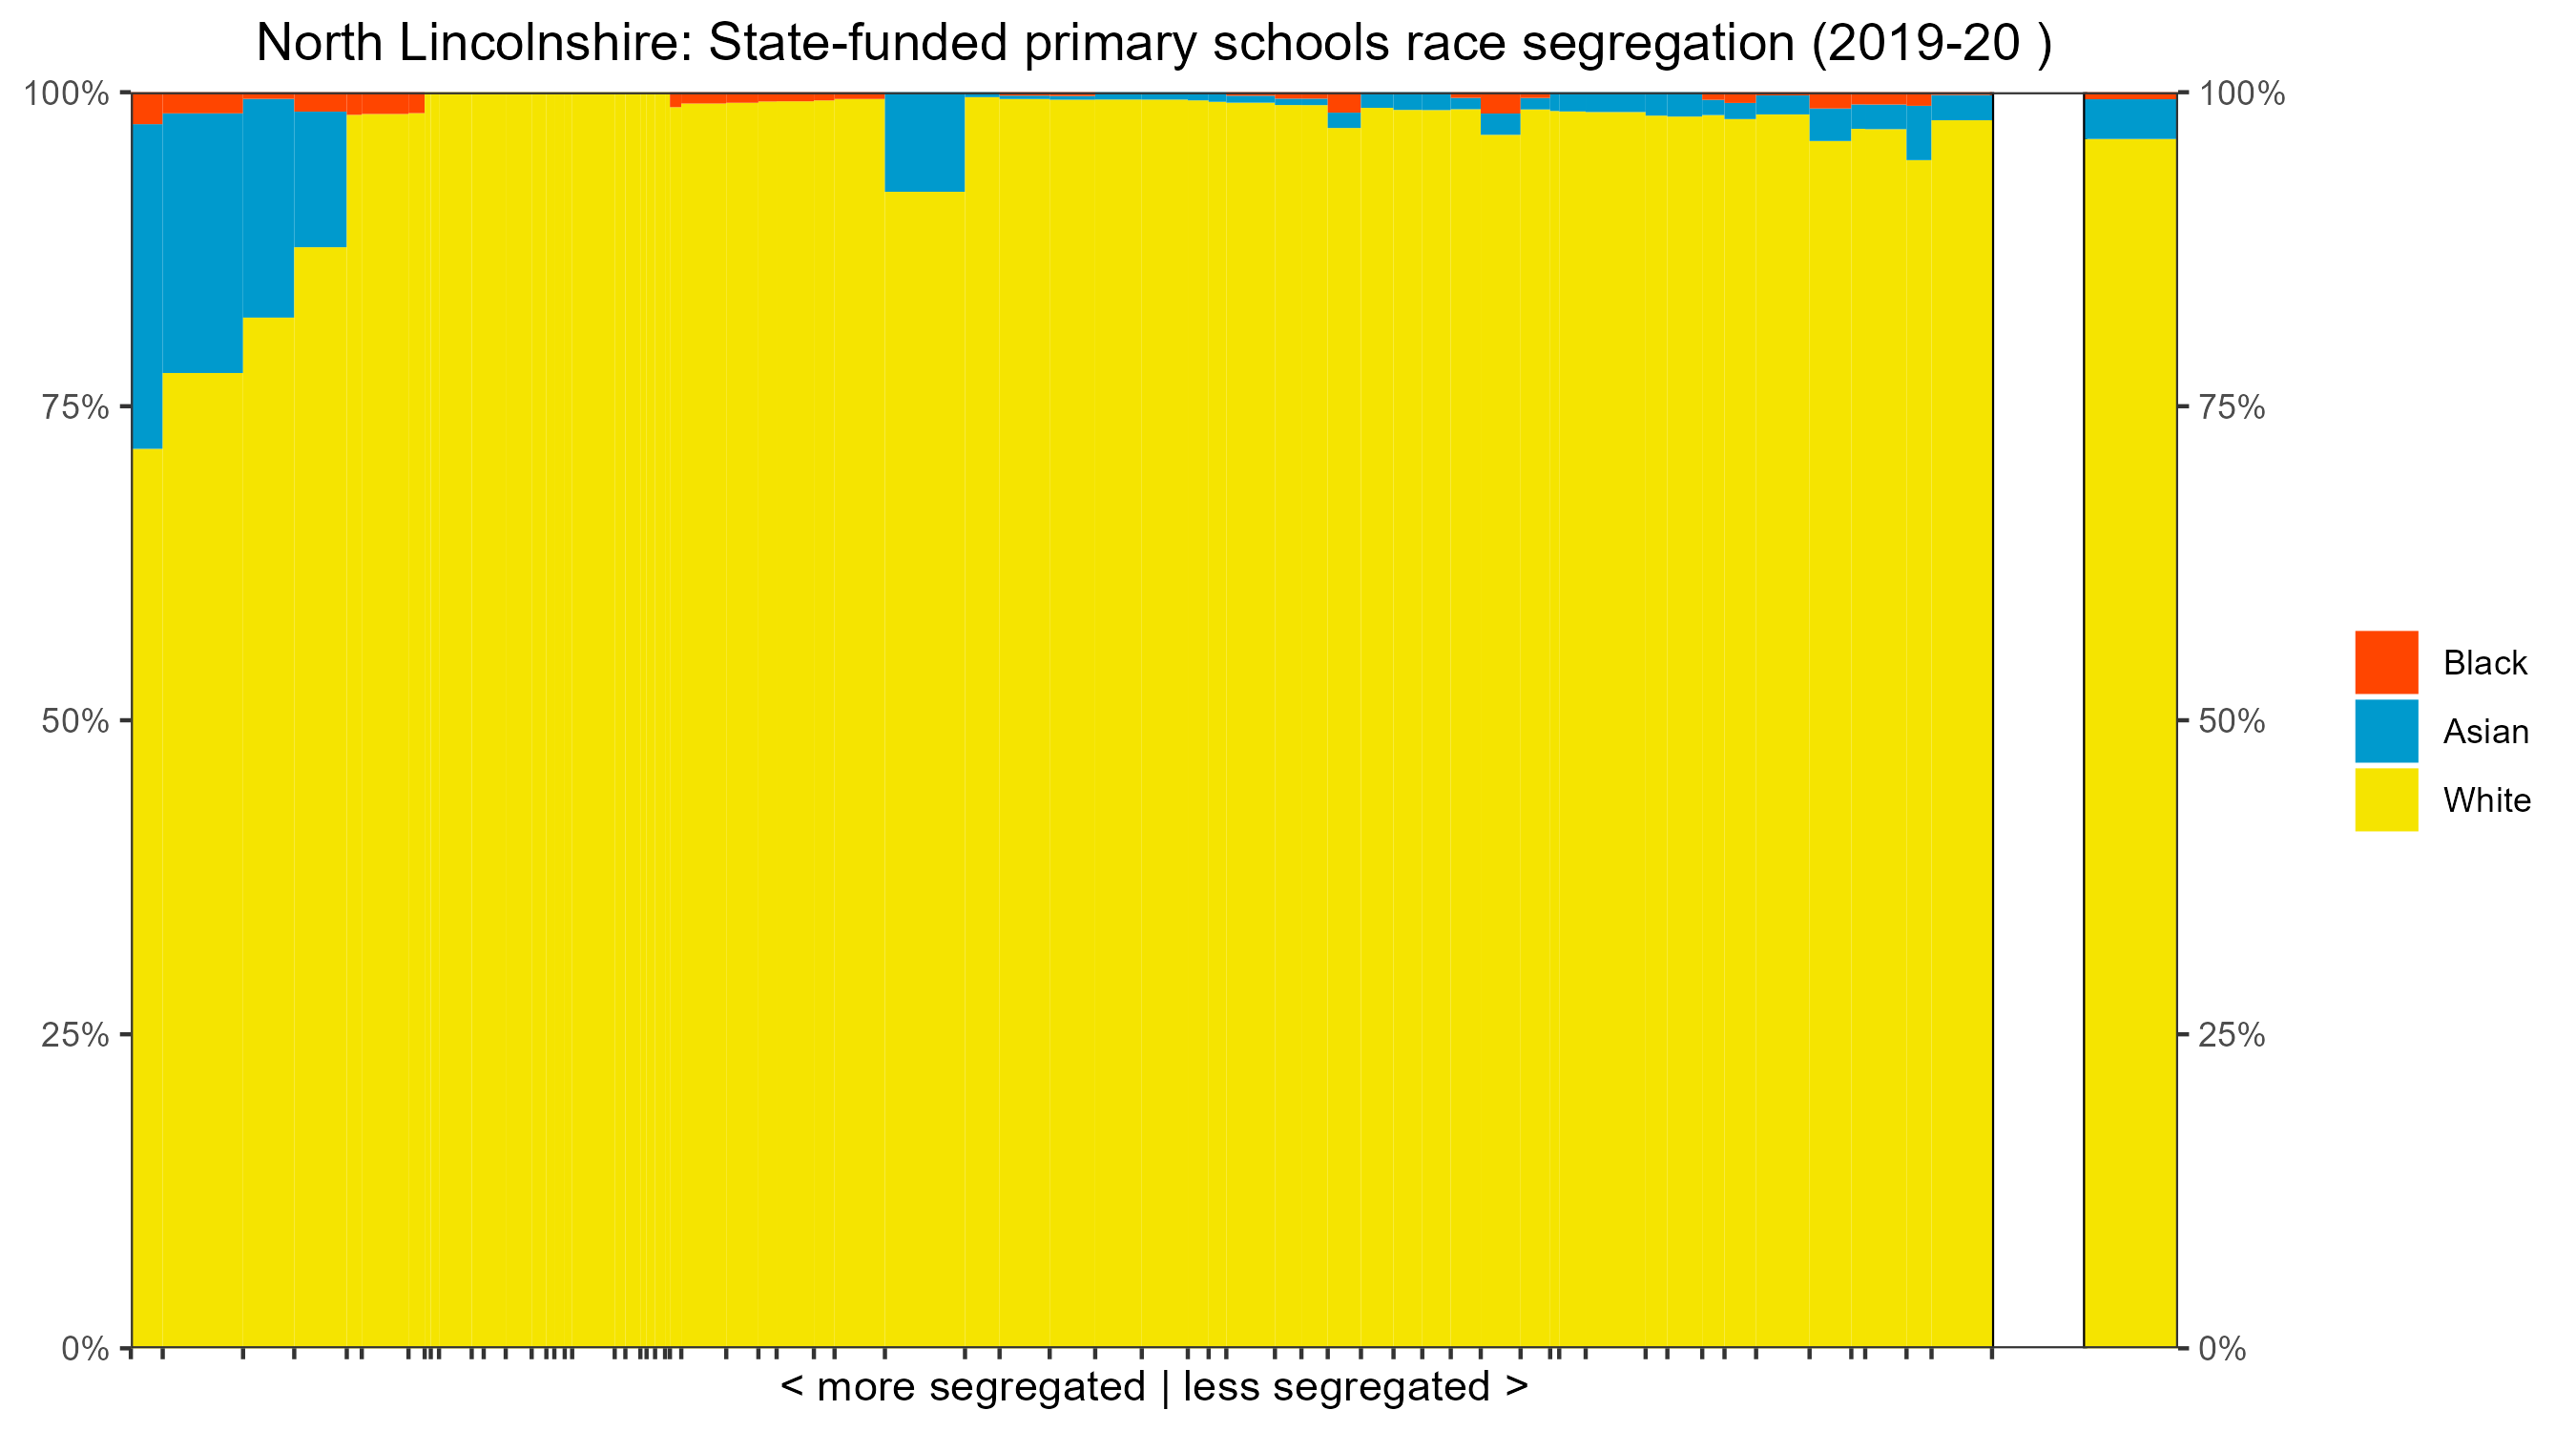 North Lincolnshire: State-funded primary schools race segregation (2019-20 )
100%
100%
75%
75%
50%
50%
25%
25%
0%
0%
Black
Asian
White
< more segregated | less segregated >